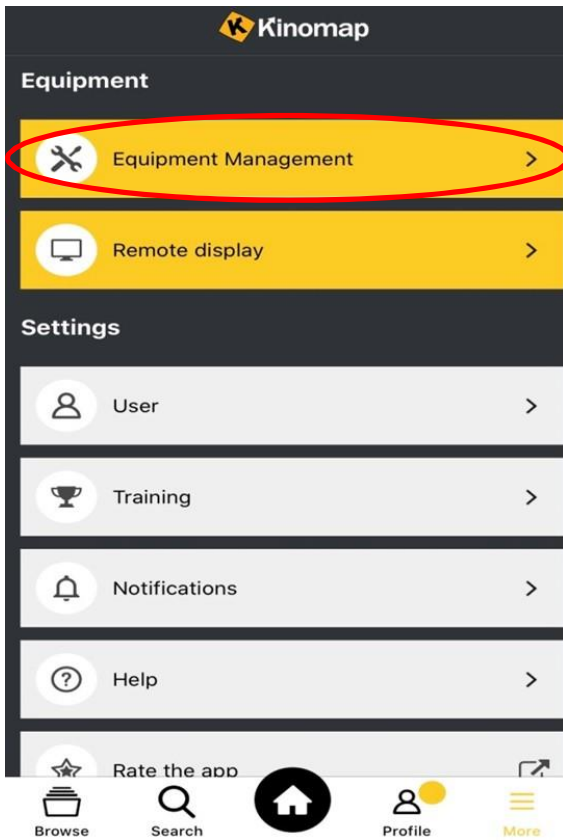 Kinomap
Equipment
Equipment Management
Remote display
Settings
User
Training
Notifications
Help
Rate the app
Browse
Search
Profile
More